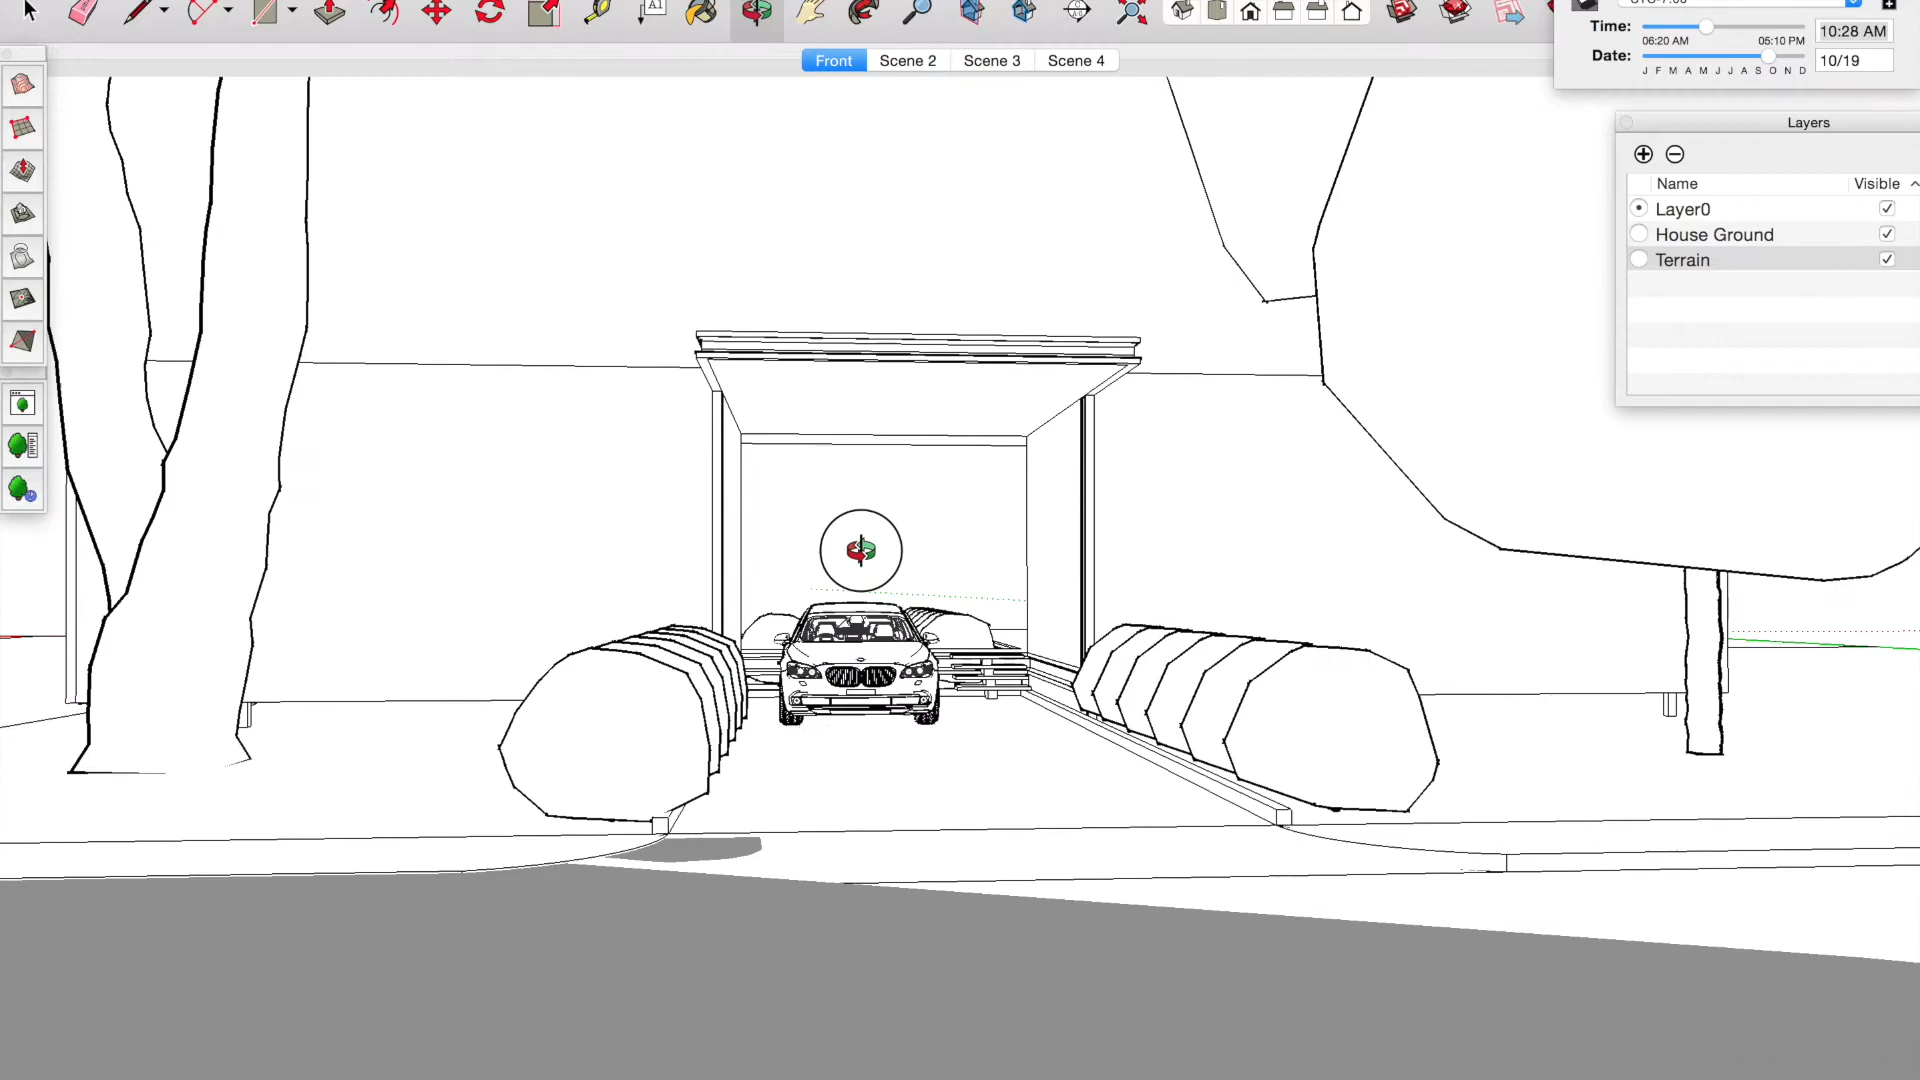 A1
Time:
06:20 AM 05:10 PM
10:28 AM
Date:
J F M A M J J A S O N D
10/19
Front Scene 2 Scene 3 Scene 4
Layers
Name Visible
Layer0
House Ground
Terrain